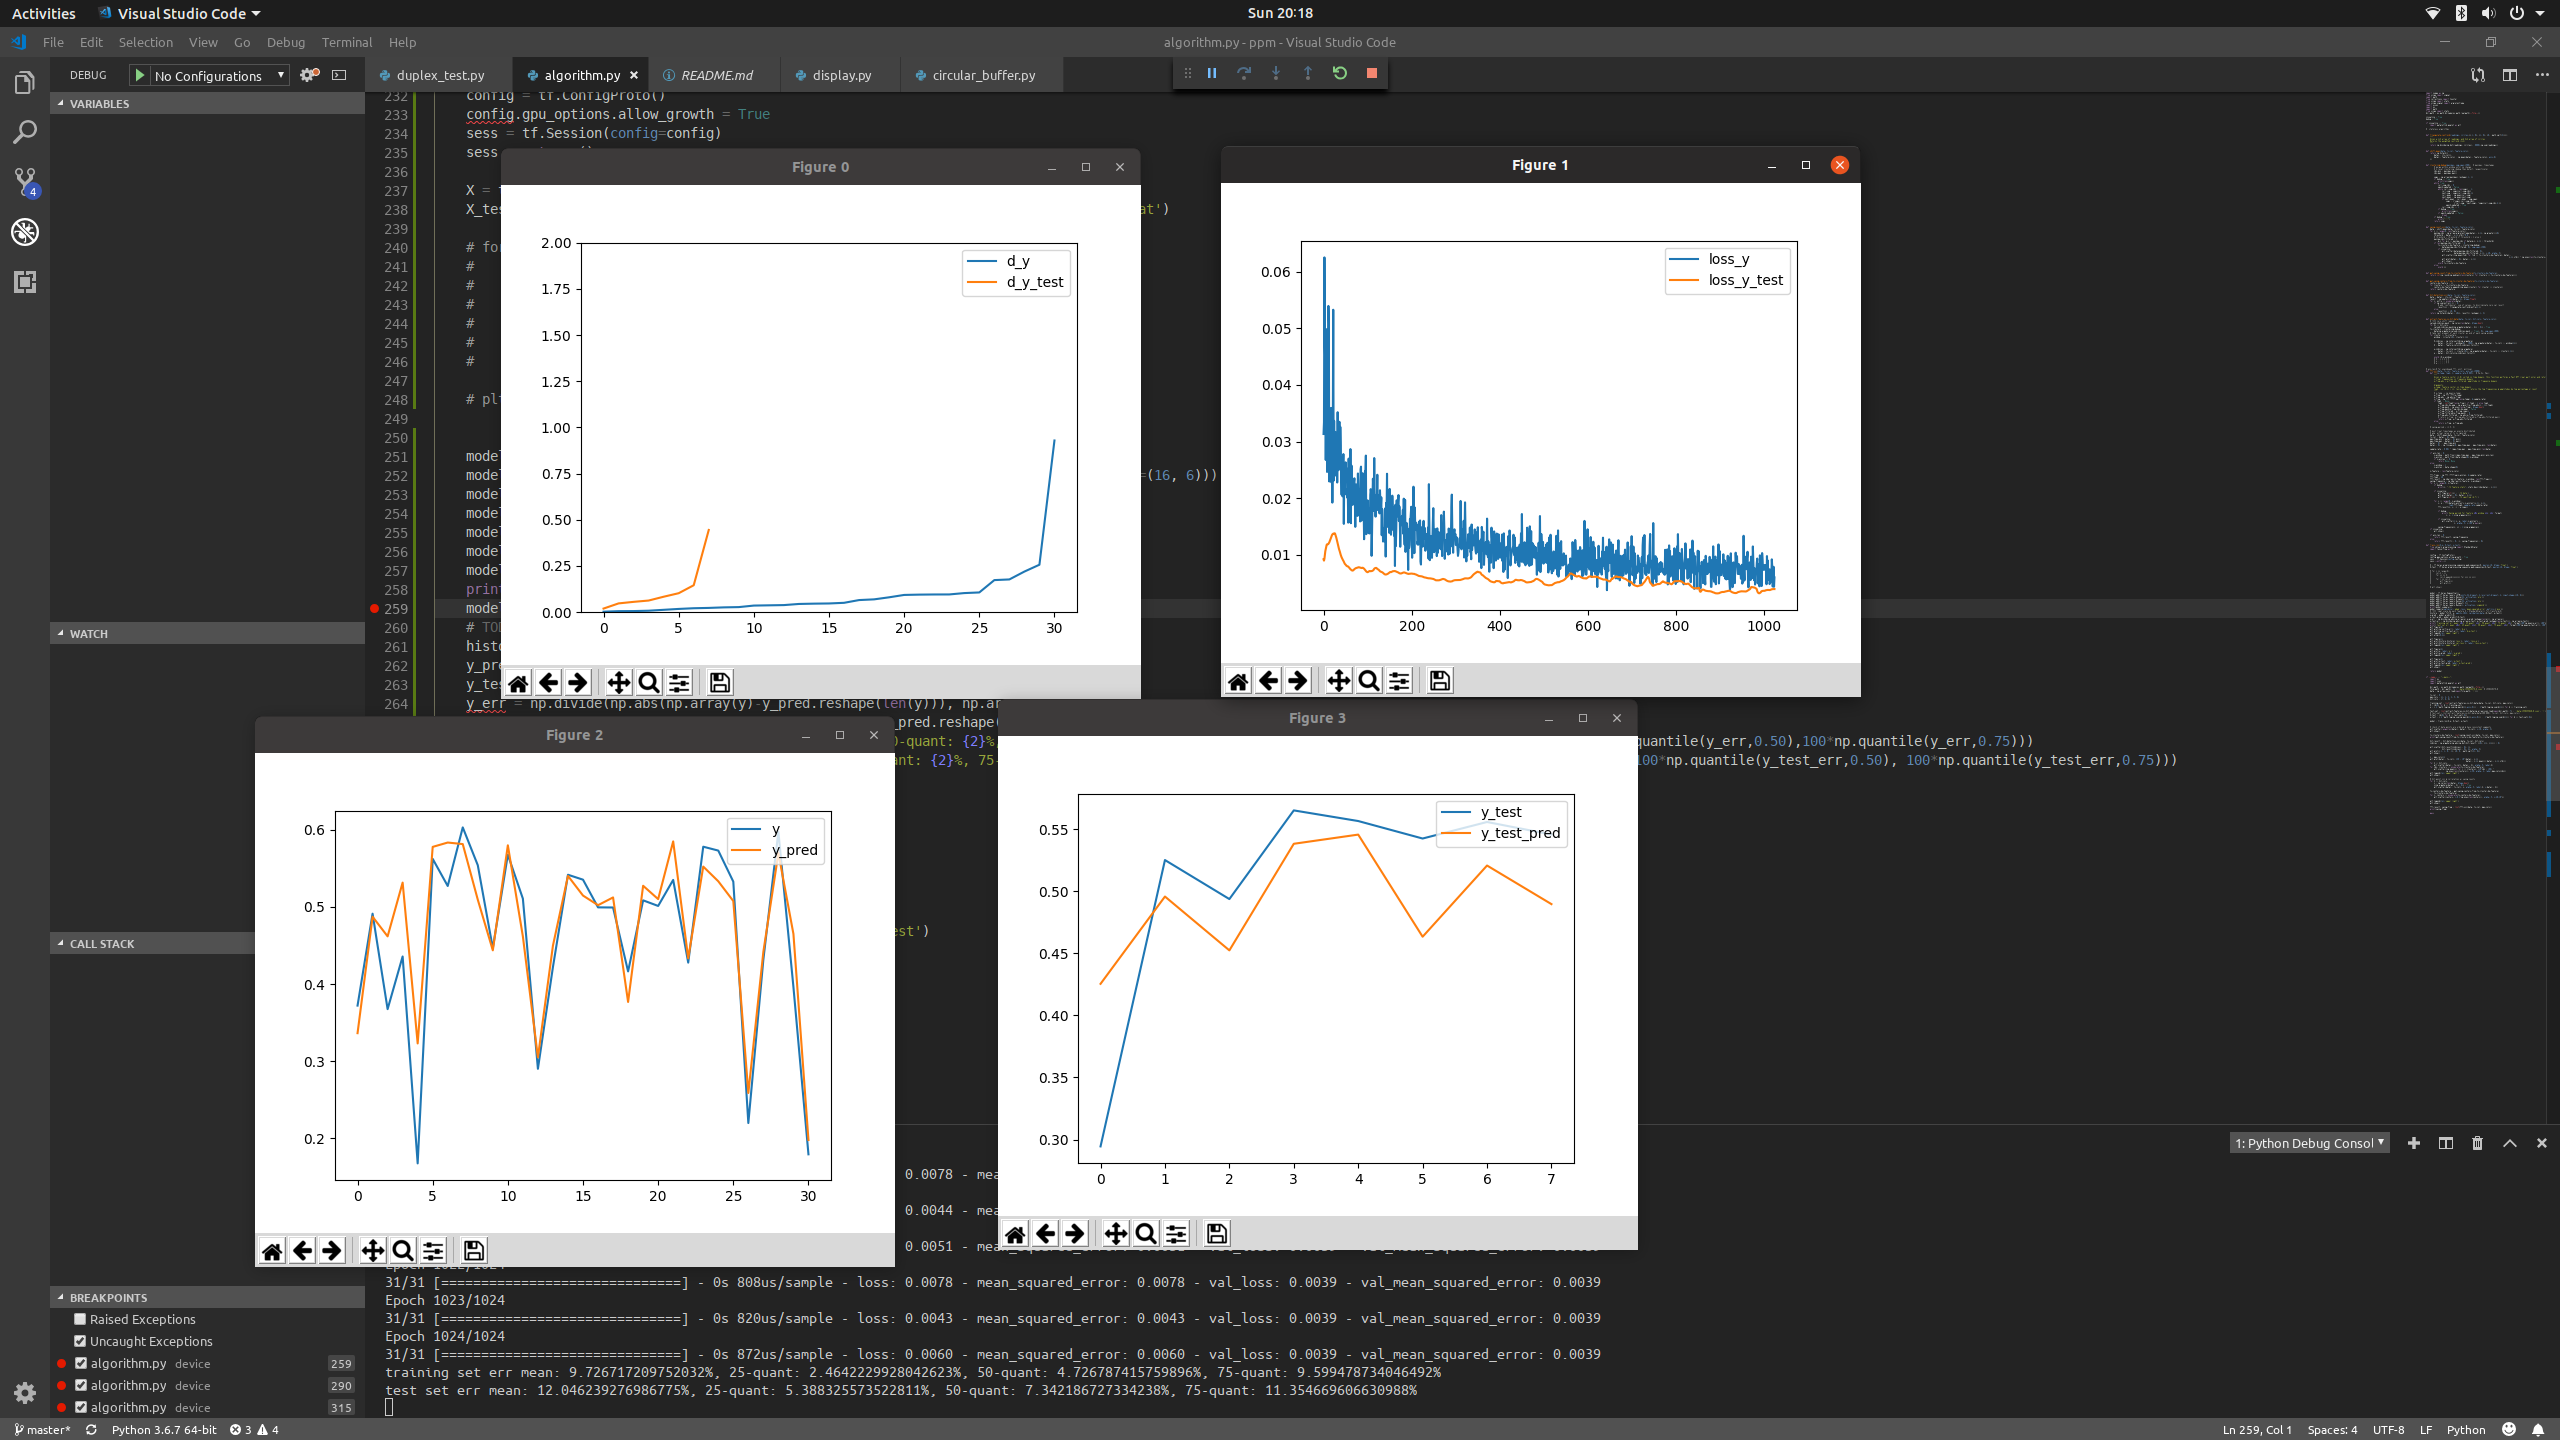 Activities
Visual Studio Code
Sun 20:18
File Edit Selection View Go Debug Terminal Help
algorithm.py - ppm - Visual Studio Code
DEBUG
No Configurations
duplex_test.py
algorithm.py
README.md
display.py
circular_buffer.py
VARIABLES
WATCH
CALL STACK
BREAKPOINTS
Raised Exceptions
Uncaught Exceptions
algorithm.py device 259
algorithm.py device 290
algorithm.py device 315
4
232 config = tf.ConfigProto()
233 config.gpu_options.allow_growth = True
234 sess = tf.Session(config=config)
235 sess
236
237 X =
238 X_tes at')
239
240 # for
241 #
242 #
243 #
244 #
245 #
246 #
247
248 # pl
249
250
251 model
252 model =(16, 6)))
253 model
254 model
255 model
256 model
257 model
258 print
259 model
260 # TOD
261 histo
262 y_pre
263 y_tes
264 y_err = np.divide(np.abs(np.array(y)-y_pred.reshape(len(y))), np.ar
_pred.reshape(
0-quant: {2}%, quantile(y_err,0.50),100*np.quantile(y_err,0.75)))
ant: {2}%, 75- 100*np.quantile(y_test_err,0.50), 100*np.quantile(y_test_err,0.75)))
est')
Figure 0
d_y
d_y_test
2.00
1.75
1.50
1.25
1.00
0.75
0.50
0.25
0.00
0 5 10 15 20 25 30
Figure 1
loss_y
loss_y_test
0.06
0.05
0.04
0.03
0.02
0.01
0 200 400 600 800 1000
Figure 2
y
y_pred
0.6
0.5
0.4
0.3
0.2
0 5 10 15 20 25 30
Figure 3
y_test
y_test_pred
0.55
0.50
0.45
0.40
0.35
0.30
0 1 2 3 4 5 6 7
1: Python Debug Consol
0.0078 - mea
0.0044 - mea
0.0051 - mean_squared_error:
31/31 [==============================] - 0s 808us/sample - loss: 0.0078 - mean_squared_error: 0.0078 - val_loss: 0.0039 - val_mean_squared_error: 0.0039
Epoch 1023/1024
31/31 [==============================] - 0s 820us/sample - loss: 0.0043 - mean_squared_error: 0.0043 - val_loss: 0.0039 - val_mean_squared_error: 0.0039
Epoch 1024/1024
31/31 [==============================] - 0s 872us/sample - loss: 0.0060 - mean_squared_error: 0.0060 - val_loss: 0.0039 - val_mean_squared_error: 0.0039
training set err mean: 9.726717209752032%, 25-quant: 2.4642229928042623%, 50-quant: 4.726787415759896%, 75-quant: 9.599478734046492%
test set err mean: 12.046239276986775%, 25-quant: 5.388325573522811%, 50-quant: 7.342186727334238%, 75-quant: 11.354669606630988%
master*
Python 3.6.7 64-bit
3
4
Ln 259, Col 1
Spaces: 4
UTF-8
LF
Python